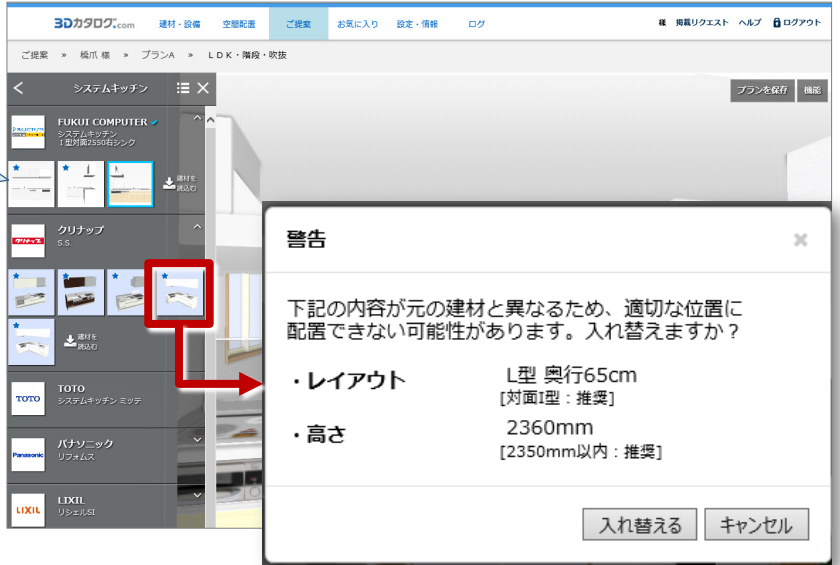 3Dカタログ.com 建材・設備 空間配置 ご提案 お気に入り 設定・情報 ログ 様 掲載リクエスト ヘルプ ログアウト
ご提案 » 橋爪 様 » プランA » LDK・階段・吹抜
< システムキッチン ×
プランを保存 機能
FUKUI COMPUTER
システムキッチン
I型対面2550右シンク
建材を
読込む
クリナップ
S.S.
建材を
読込む
TOTO
システムキッチン ミッテ
パナソニック
リフォムス
LIXIL
リシェルSI
警告 ×
下記の内容が元の建材と異なるため、適切な位置に
配置できない可能性があります。入れ替えますか？
・レイアウト L型 奥行65cm
[対面I型：推奨]
・高さ 2360mm
[2350mm以内：推奨]
入れ替える キャンセル